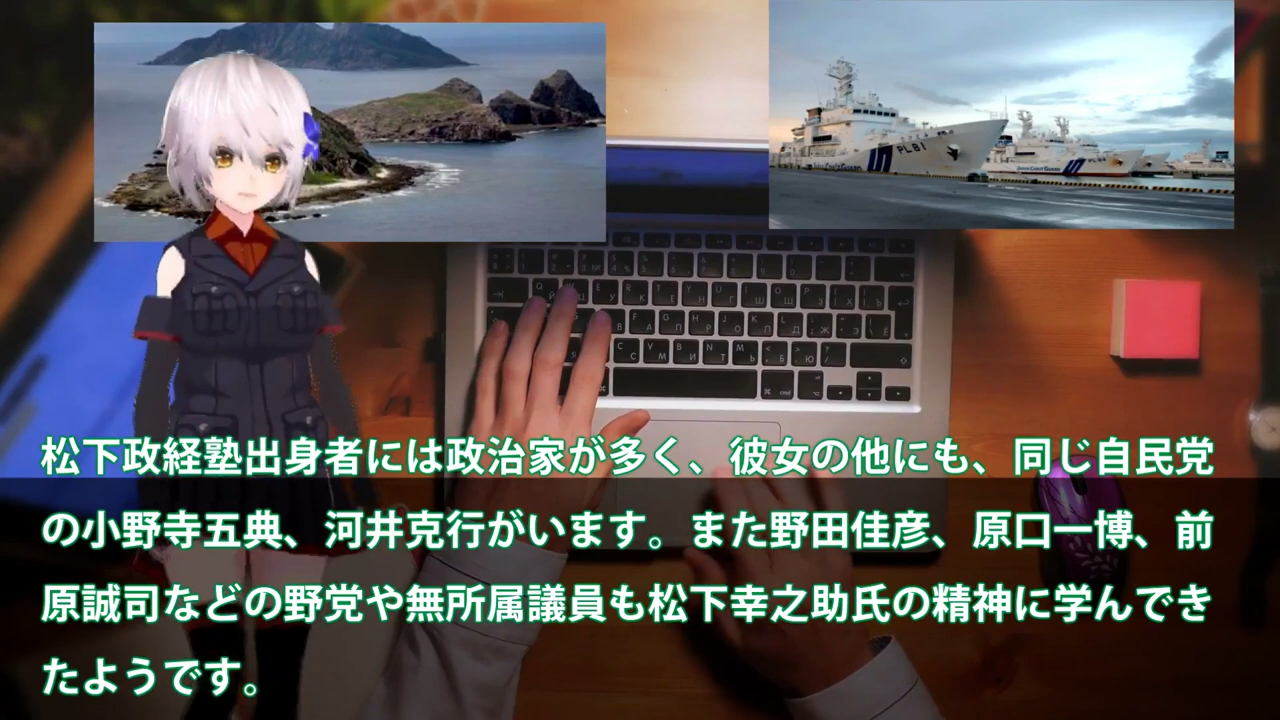 PLB1
Japan Coast Guard
松下政経塾出身者には政治家が多く、彼女の他にも、同じ自民党
の小野寺五典、河井克行がいます。また野田佳彦、原口一博、前
原誠司などの野党や無所属議員も松下幸之助氏の精神に学んでき
たようです。